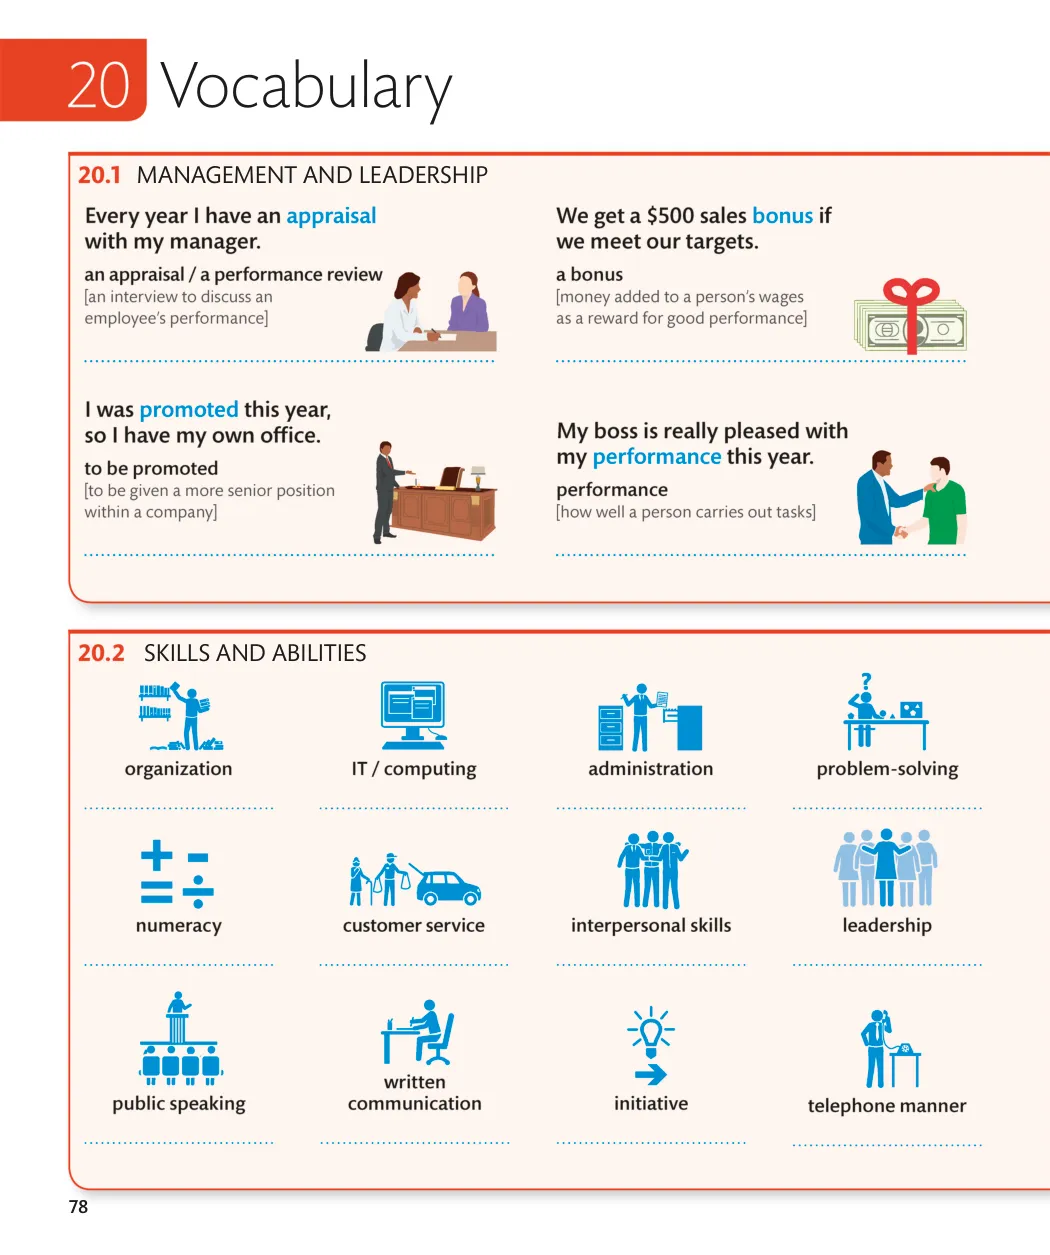 20 Vocabulary
20.1 MANAGEMENT AND LEADERSHIP
Every year I have an appraisal
with my manager.
an appraisal / a performance review
[an interview to discuss an
employee's performance]
We get a $500 sales bonus if
we meet our targets.
a bonus
[money added to a person's wages
as a reward for good performance]
I was promoted this year,
so I have my own office.
to be promoted
[to be given a more senior position
within a company]
My boss is really pleased with
my performance this year.
performance
[how well a person carries out tasks]
20.2 SKILLS AND ABILITIES
?
organization
IT / computing
administration
problem-solving
numeracy
customer service
interpersonal skills
leadership
public speaking
written
communication
initiative
telephone manner
78